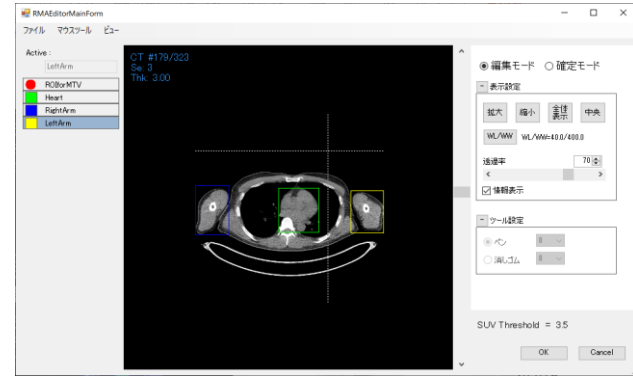 RMAEditorMainForm
ファイル マウスツール ビュー
Active :
LeftArm
ROIforMTV
Heart
RightArm
LeftArm
CT #179/323
Se: 3
Thk: 3.00
編集モード 確定モード
表示設定
拡大 縮小 全体表示 中央
WL/WW WL/WW=40.0/400.0
透過率 70
情報表示
ツール設定
ペン 8
消しゴム 8
SUV Threshold = 3.5
OK Cancel